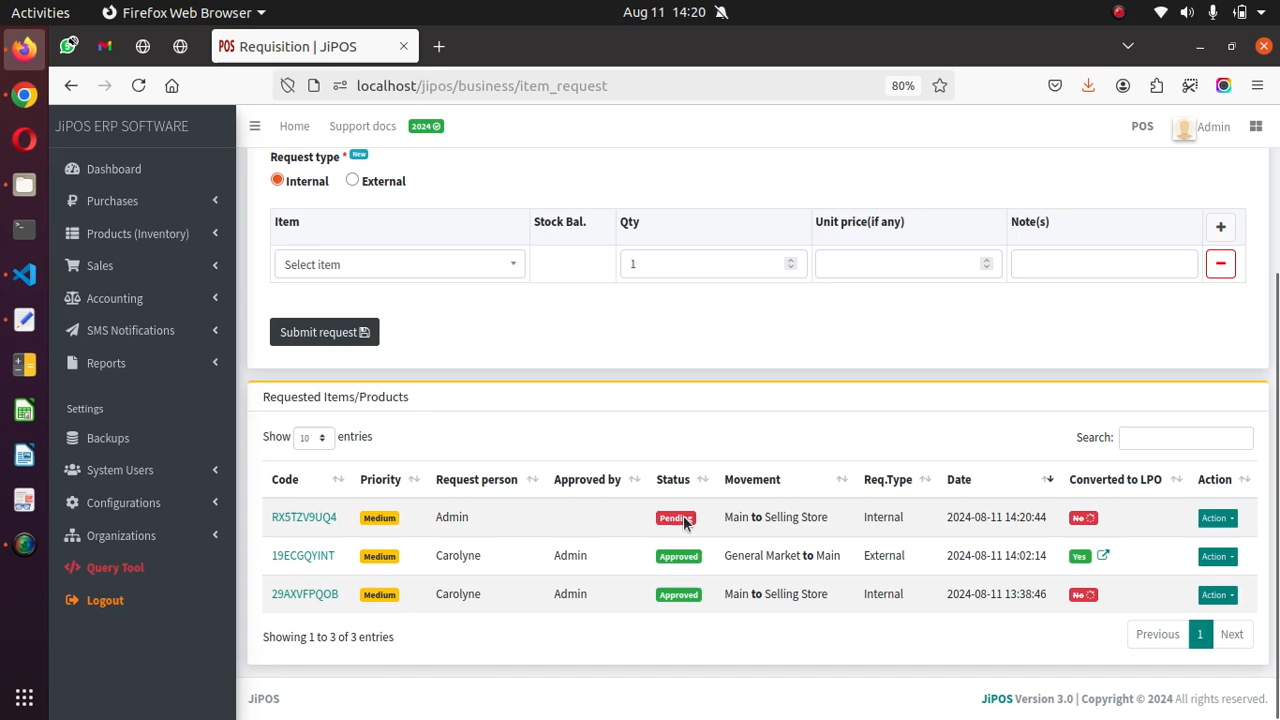 Activities Firefox Web Browser Aug 11 14:20
POS Requisition | JiPOS
localhost/jipos/business/item_request 80%
JiPOS ERP SOFTWARE Home Support docs 2024 POS Admin
Dashboard
Purchases
Products (Inventory)
Sales
Accounting
SMS Notifications
Reports
Settings
Backups
System Users
Configurations
Organizations
Query Tool
Logout
Request type * New
Internal External
Item Stock Bal. Qty Unit price(if any) Note(s)
Select item 1
Submit request
Requested Items/Products
Show 10 entries Search:
Code Priority Request person Approved by Status Movement Req.Type Date Converted to LPO Action
RX5TZV9UQ4 Medium Admin Pending Main to Selling Store Internal 2024-08-11 14:20:44 No Action
19ECGQYINT Medium Carolyne Admin Approved General Market to Main External 2024-08-11 14:02:14 Yes Action
29AXVFPQOB Medium Carolyne Admin Approved Main to Selling Store Internal 2024-08-11 13:38:46 No Action
Showing 1 to 3 of 3 entries Previous 1 Next
JiPOS JiPOS Version 3.0 | Copyright © 2024 All rights reserved.